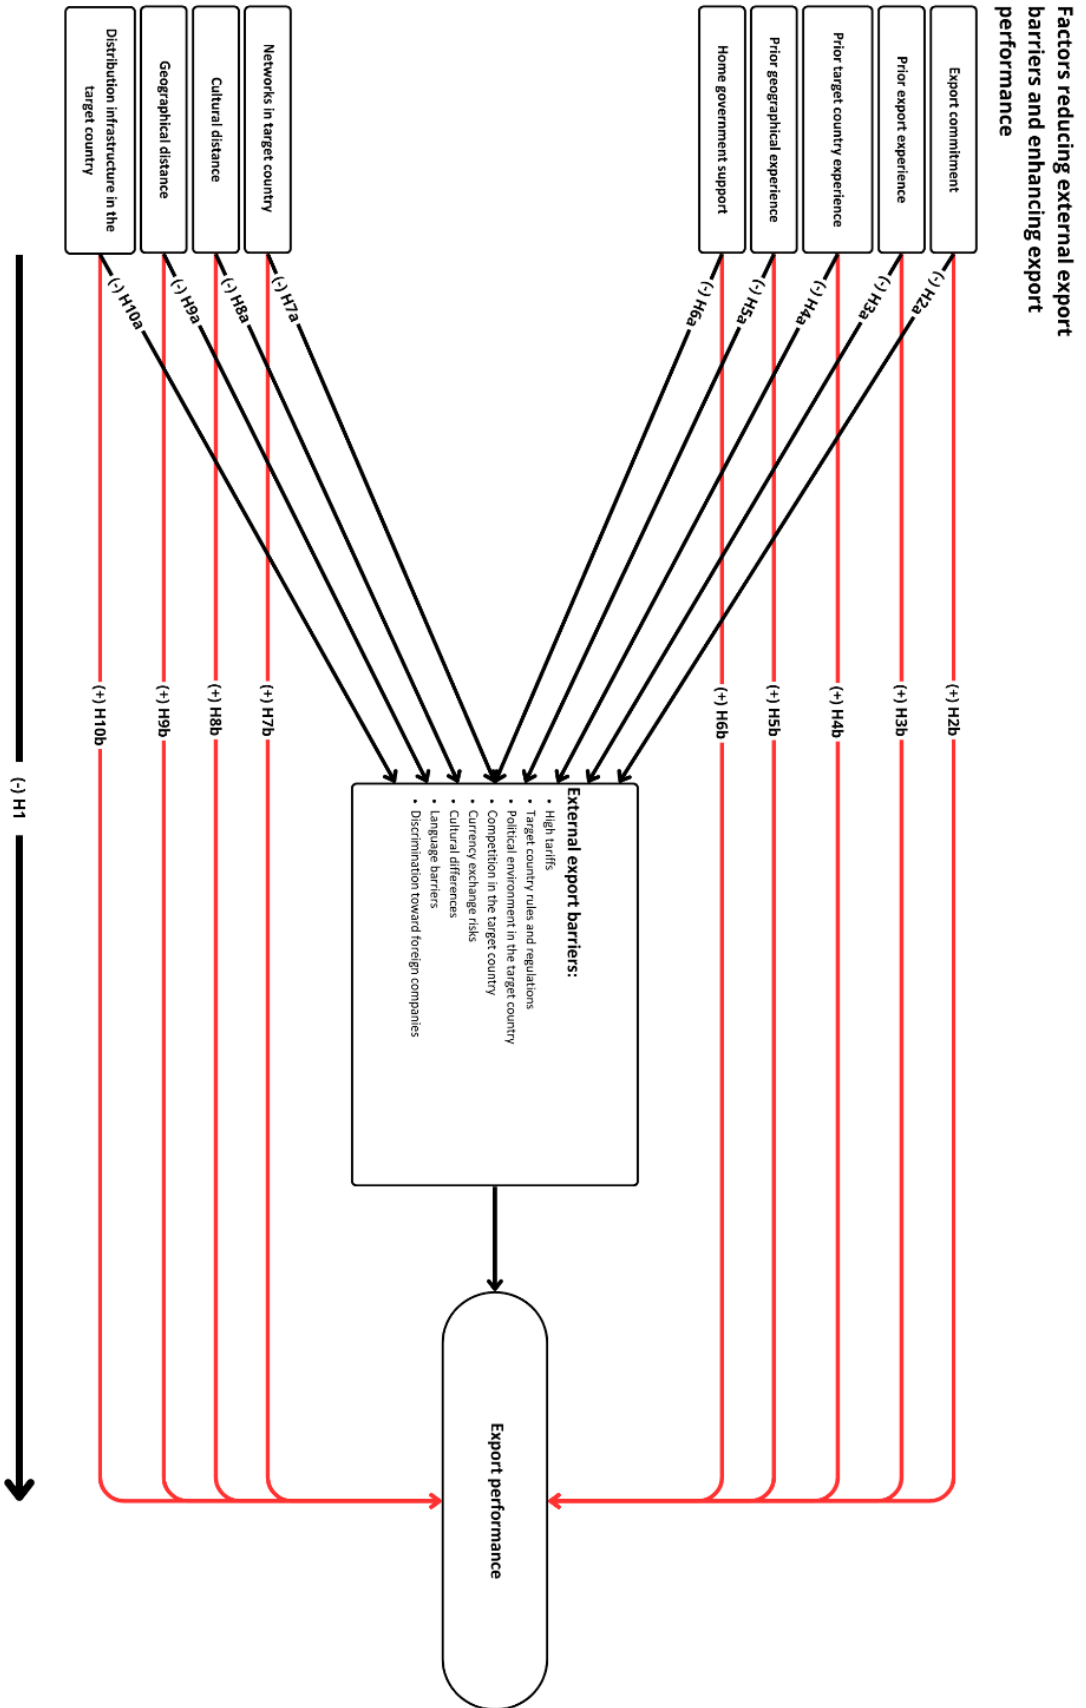 Factors reducing external export
barriers and enhancing export
performance
Export commitment
Prior export experience
Prior target country experience
Prior geographical experience
Home government support
Networks in target country
Cultural distance
Geographical distance
Distribution infrastructure in the
target country
(-) H2a
(-) H3a
(-) H4a
(-) H5a
(-) H6a
(-) H7a
(-) H8a
(-) H9a
(-) H10a
(+) H2b
(+) H3b
(+) H4b
(+) H5b
(+) H6b
(+) H7b
(+) H8b
(+) H9b
(+) H10b
External export barriers:
• High tariffs
• Target country rules and regulations
• Political environment in the target country
• Competition in the target country
• Currency exchange risks
• Cultural differences
• Language barriers
• Discrimination toward foreign companies
Export performance
(-) H1